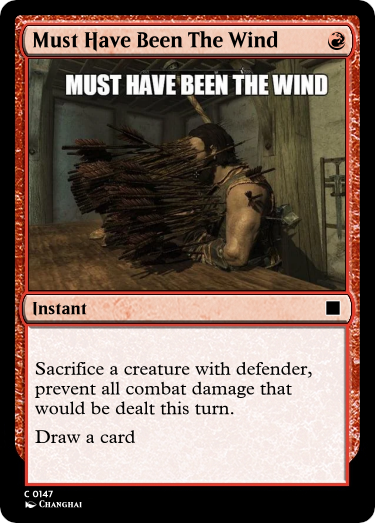 Must Have Been The Wind
MUST HAVE BEEN THE WIND
Instant
Sacrifice a creature with defender,
prevent all combat damage that
would be dealt this turn.
Draw a card
C 0147
CHANGHAI